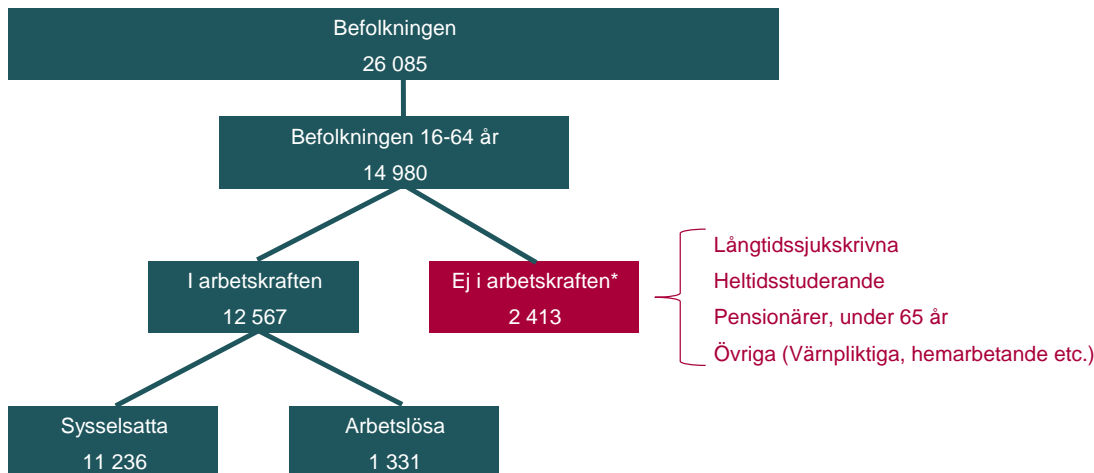 Befolkningen
26 085
Befolkningen 16-64 år
14 980
I arbetskraften
12 567
Ej i arbetskraften*
2 413
Långtidssjukskrivna
Heltidsstuderande
Pensionärer, under 65 år
Övriga (Värnpliktiga, hemarbetande etc.)
Sysselsatta
11 236
Arbetslösa
1 331